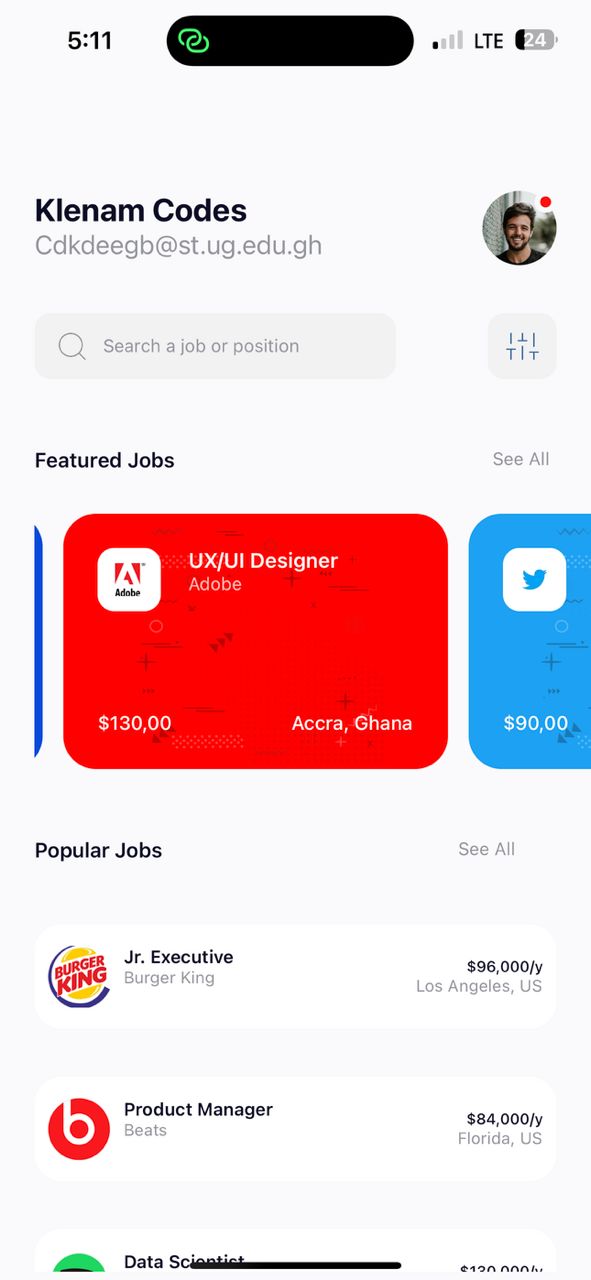 5:11
LTE
24
Klenam Codes
Cdkdeegb@st.ug.edu.gh
Search a job or position
Featured Jobs
See All
Adobe
UX/UI Designer
Adobe
$130,00
Accra, Ghana
$90,00
Popular Jobs
See All
BURGER
KING
Jr. Executive
Burger King
$96,000/y
Los Angeles, US
Product Manager
Beats
$84,000/y
Florida, US
Data Scientist
$130,000/y